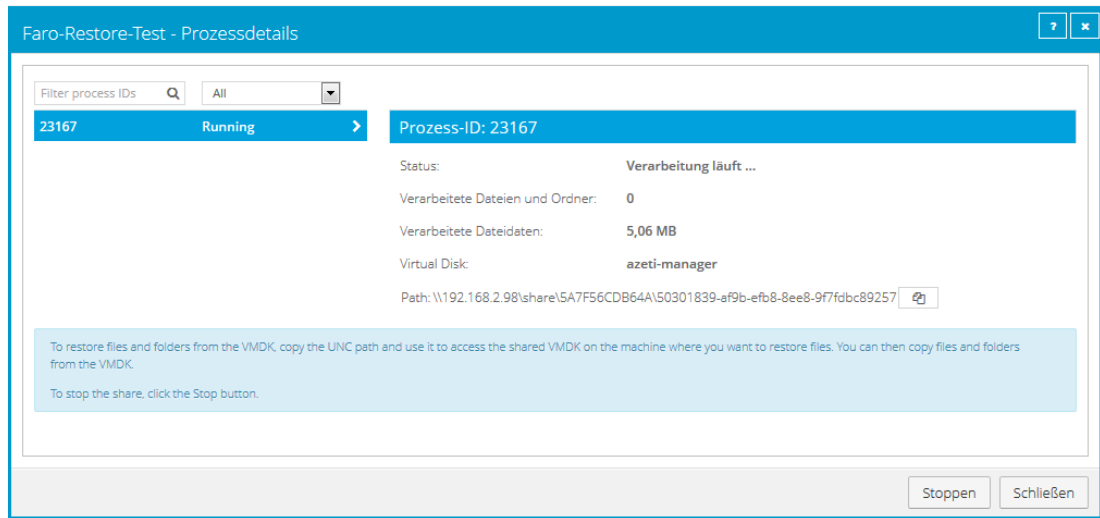 Faro-Restore-Test - Prozessdetails
? ×
Filter process IDs All
23167 Running
Prozess-ID: 23167
Status: Verarbeitung läuft ...
Verarbeitete Dateien und Ordner: 0
Verarbeitete Dateidaten: 5,06 MB
Virtual Disk: azeti-manager
Path: \\192.168.2.98\share\5A7F56CDB64A\50301839-af9b-efb8-8ee8-9f7fdbc89257
To restore files and folders from the VMDK, copy the UNC path and use it to access the shared VMDK on the machine where you want to restore files. You can then copy files and folders
from the VMDK.
To stop the share, click the Stop button.
Stoppen Schließen